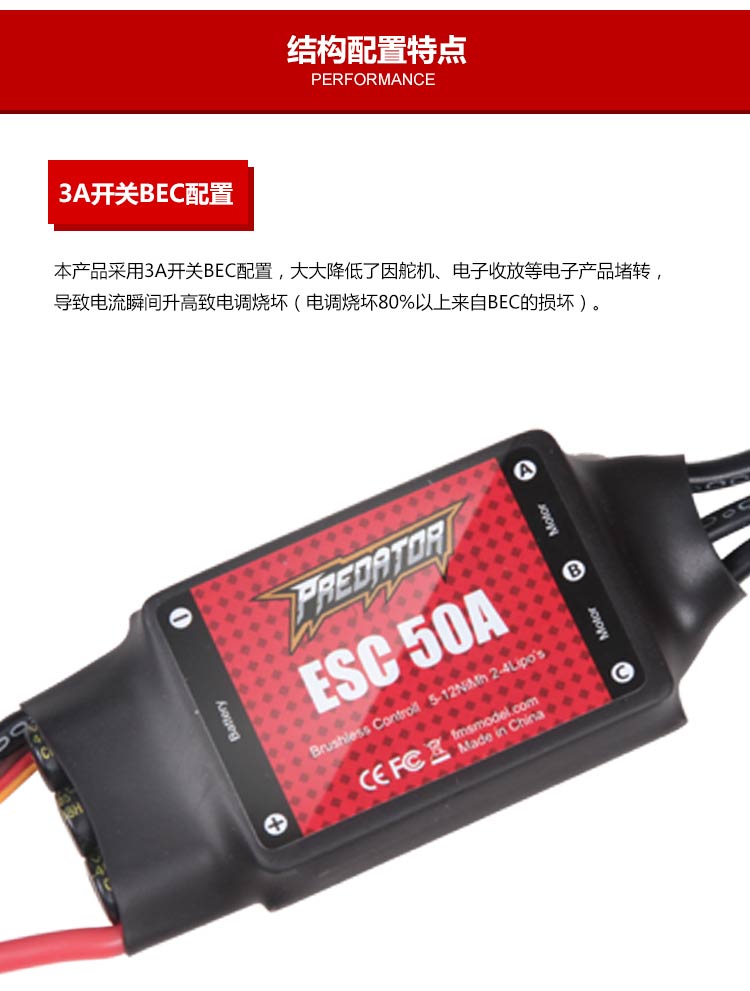 结构配置特点
PERFORMANCE
3A开关BEC配置
本产品采用3A开关BEC配置，大大降低了因舵机、电子收放等电子产品堵转，
导致电流瞬间升高致电调烧坏（电调烧坏80%以上来自BEC的损坏）。
A
Motor
B
Motor
C
PREDATOR
ESC 50A
Brushless Controll 5-12NiMh 2-4Lipo's
fmsmodel.com
Made in China
CE FC
Battery